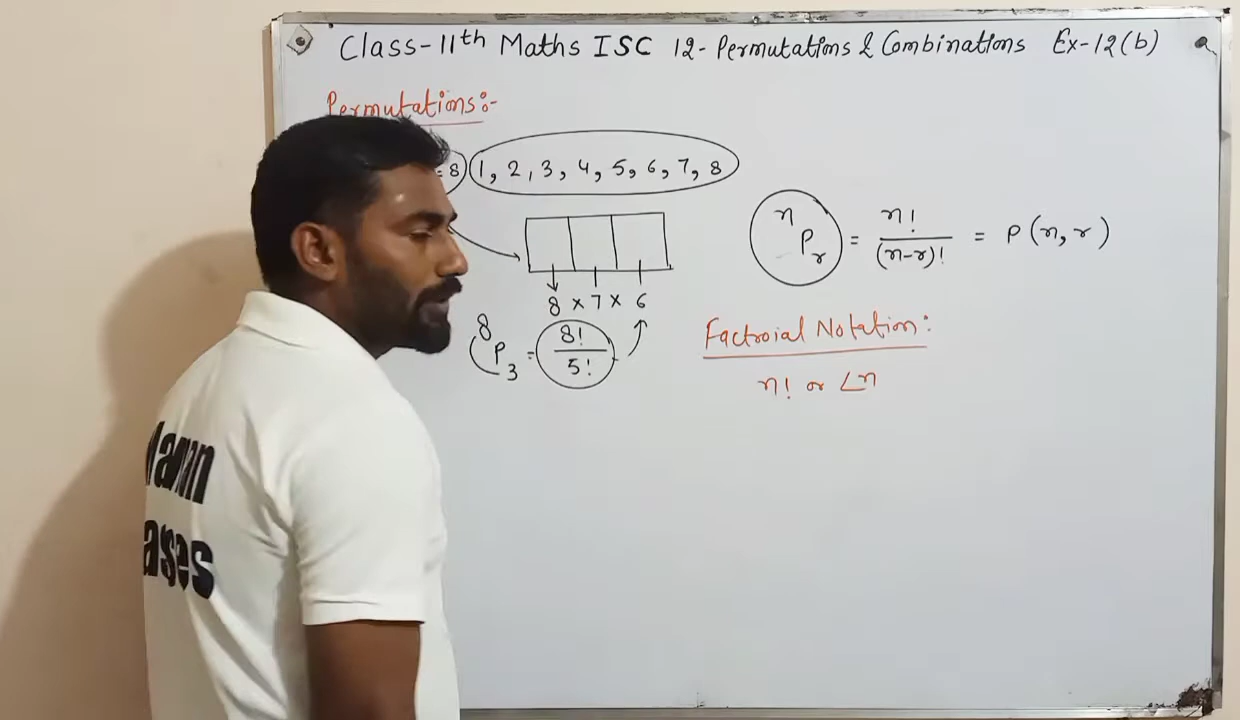 Class-11th Maths ISC 12-Permutations & Combinations Ex-12(b)
Permutations:-
=8 1, 2, 3, 4, 5, 6, 7, 8
8 × 7 × 6
⁸P₃ = 8!/5!
ⁿPᵣ = n!/(n-r)! = P(n,r)
Factroial Notation:
n! or ∠n